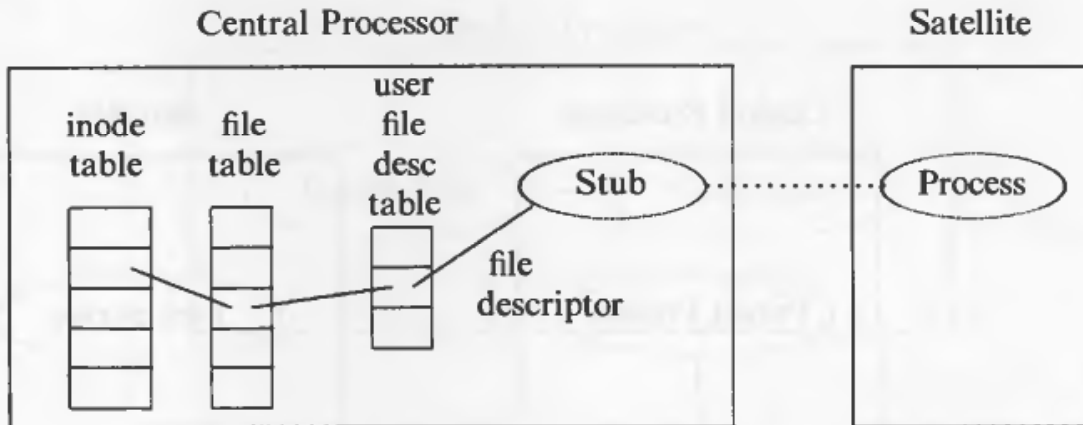 Central Processor
Satellite
inode
table
file
table
user
file
desc
table
Stub
Process
file
descriptor